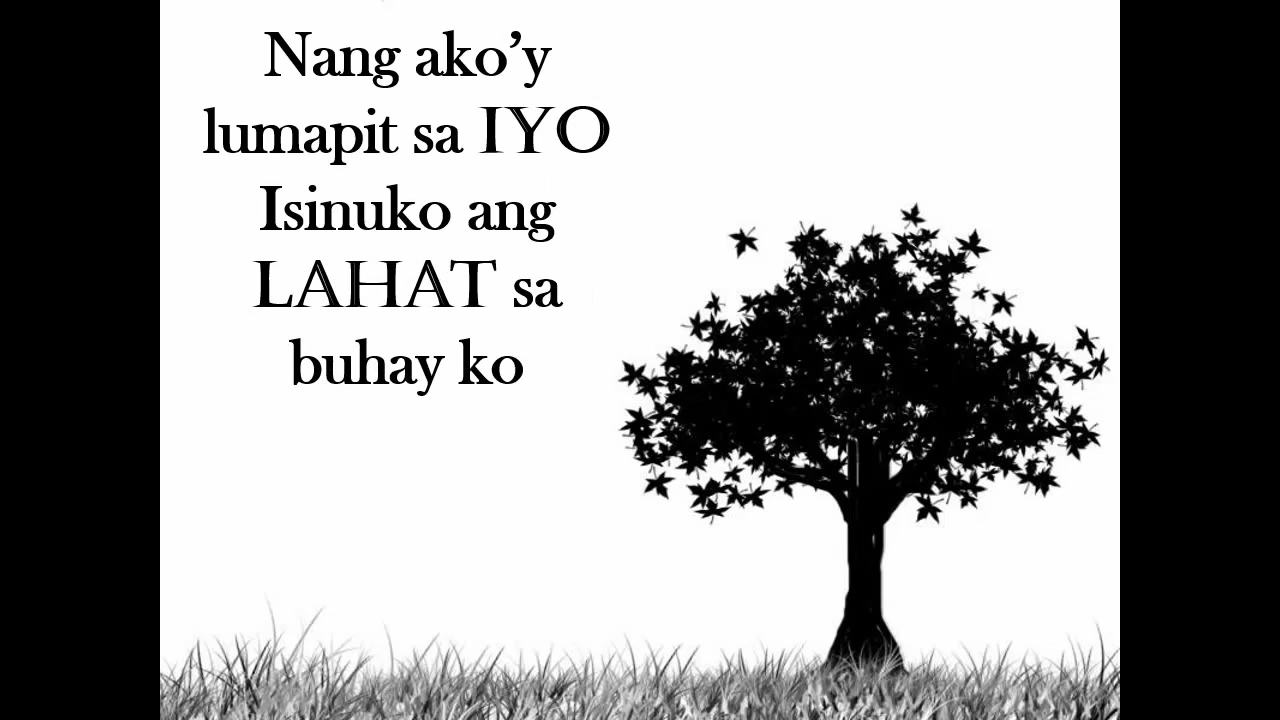 Nang ako’y
lumapit sa IYO
Isinuko ang
LAHAT sa
buhay ko